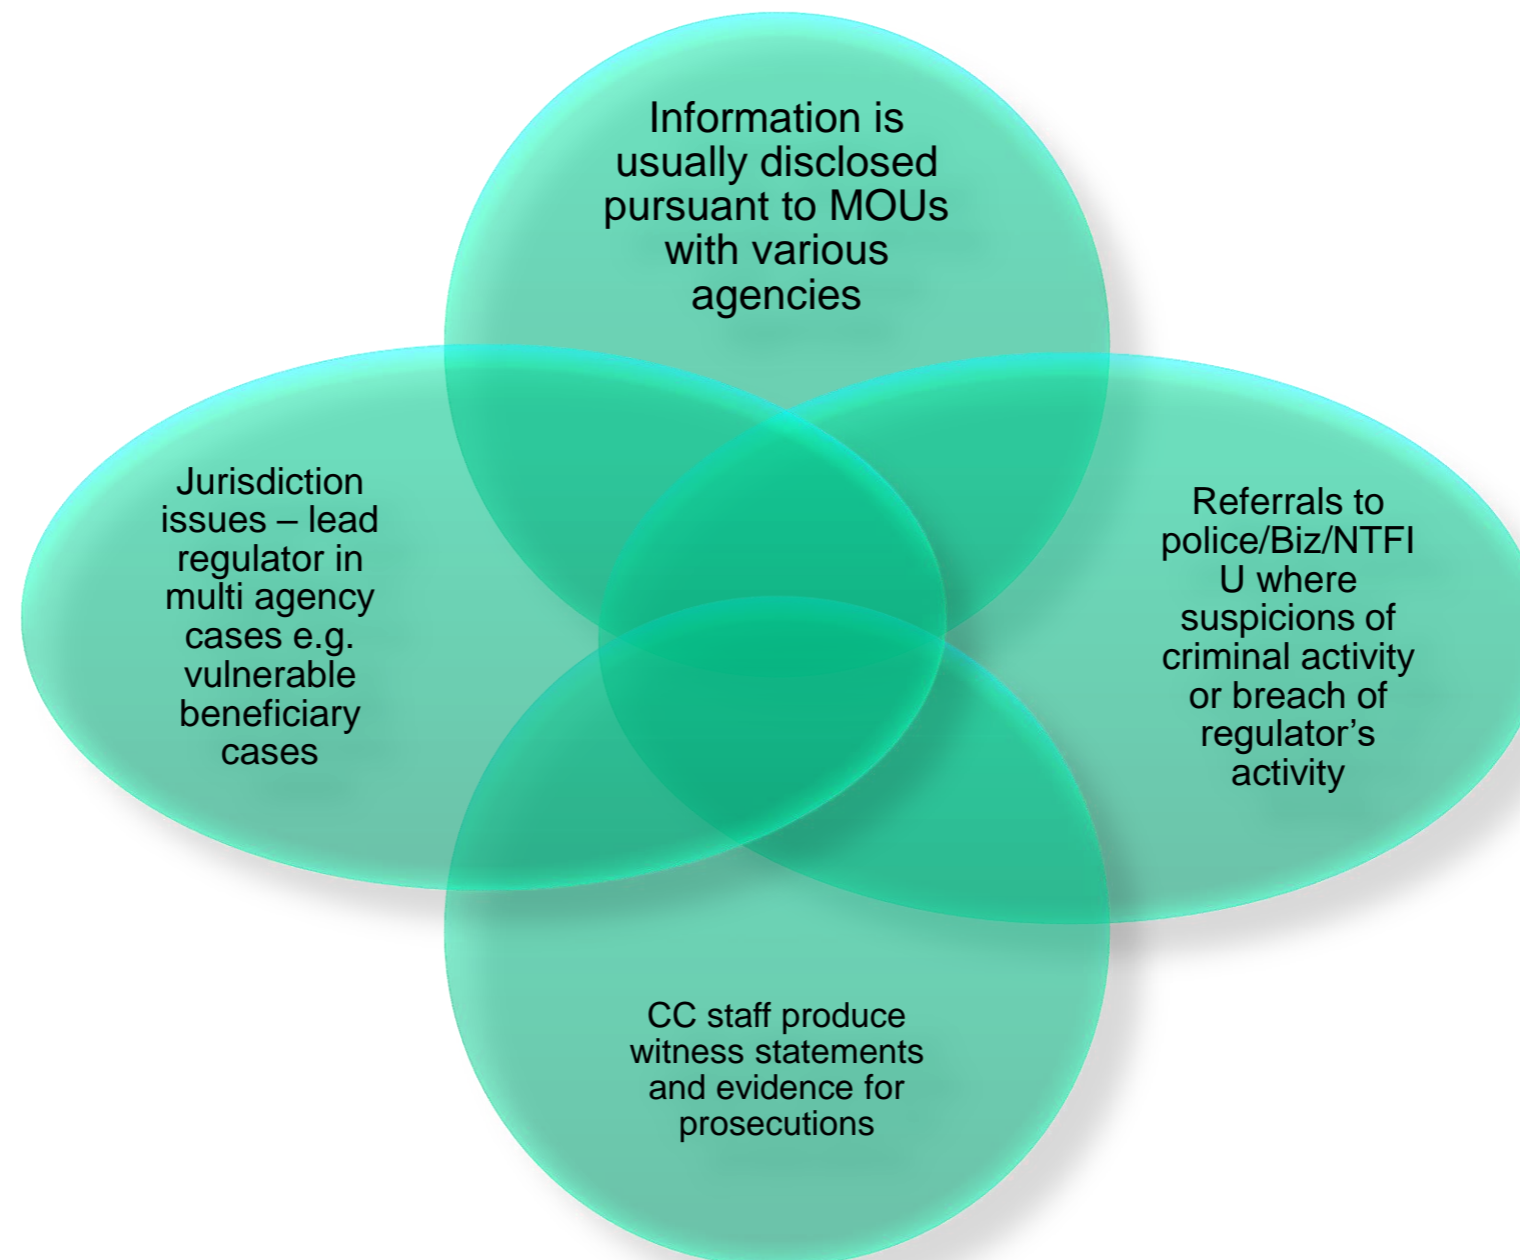 Information is
usually disclosed
pursuant to MOUs
with various
agencies
Jurisdiction
issues – lead
regulator in
multi agency
cases e.g.
vulnerable
beneficiary
cases
Referrals to
police/Biz/NTFI
U where
suspicions of
criminal activity
or breach of
regulator’s
activity
CC staff produce
witness statements
and evidence for
prosecutions